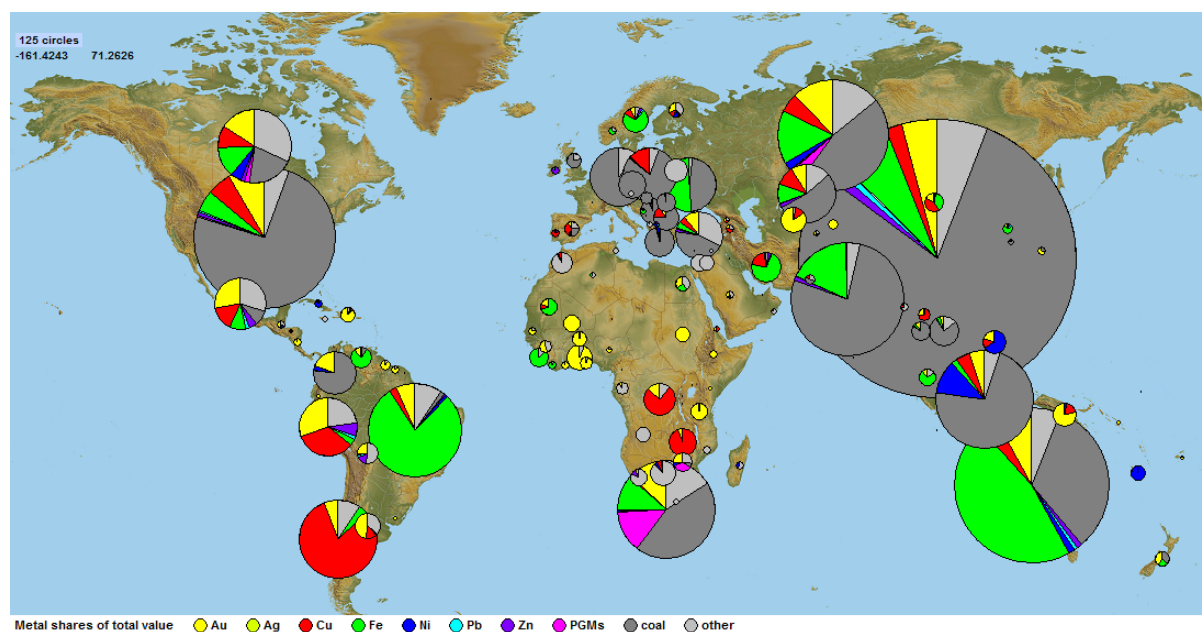 125 circles
-161.4243 71.2626
Metal shares of total value Au Ag Cu Fe Ni Pb Zn PGMs coal other